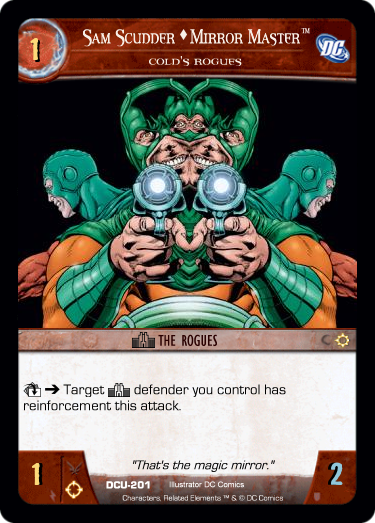 1
SAM SCUDDER ♦ MIRROR MASTER™
DC
COLD'S ROGUES
THE ROGUES
➔ Target defender you control has
reinforcement this attack.
"That's the magic mirror."
1
DCU-201 Illustrator DC Comics
2
Characters, Related Elements ™ & © DC Comics